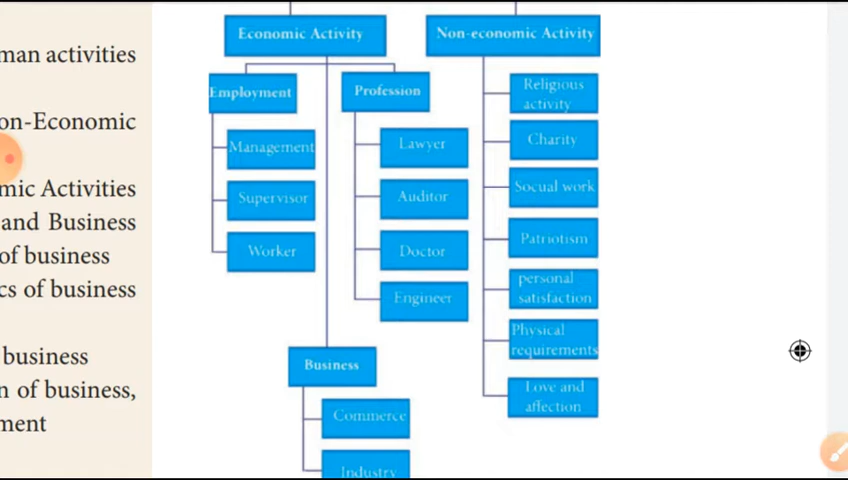 man activities
on-Economic
mic Activities
and Business
of business
cs of business
business
n of business,
ment
Economic Activity
Non-economic Activity
Employment
Management
Supervisor
Worker
Profession
Lawyer
Auditor
Doctor
Engineer
Business
Commerce
Industry
Religious
activity
Charity
Socual work
Patriotism
personal
satisfaction
Physical
requirements
Love and
affection